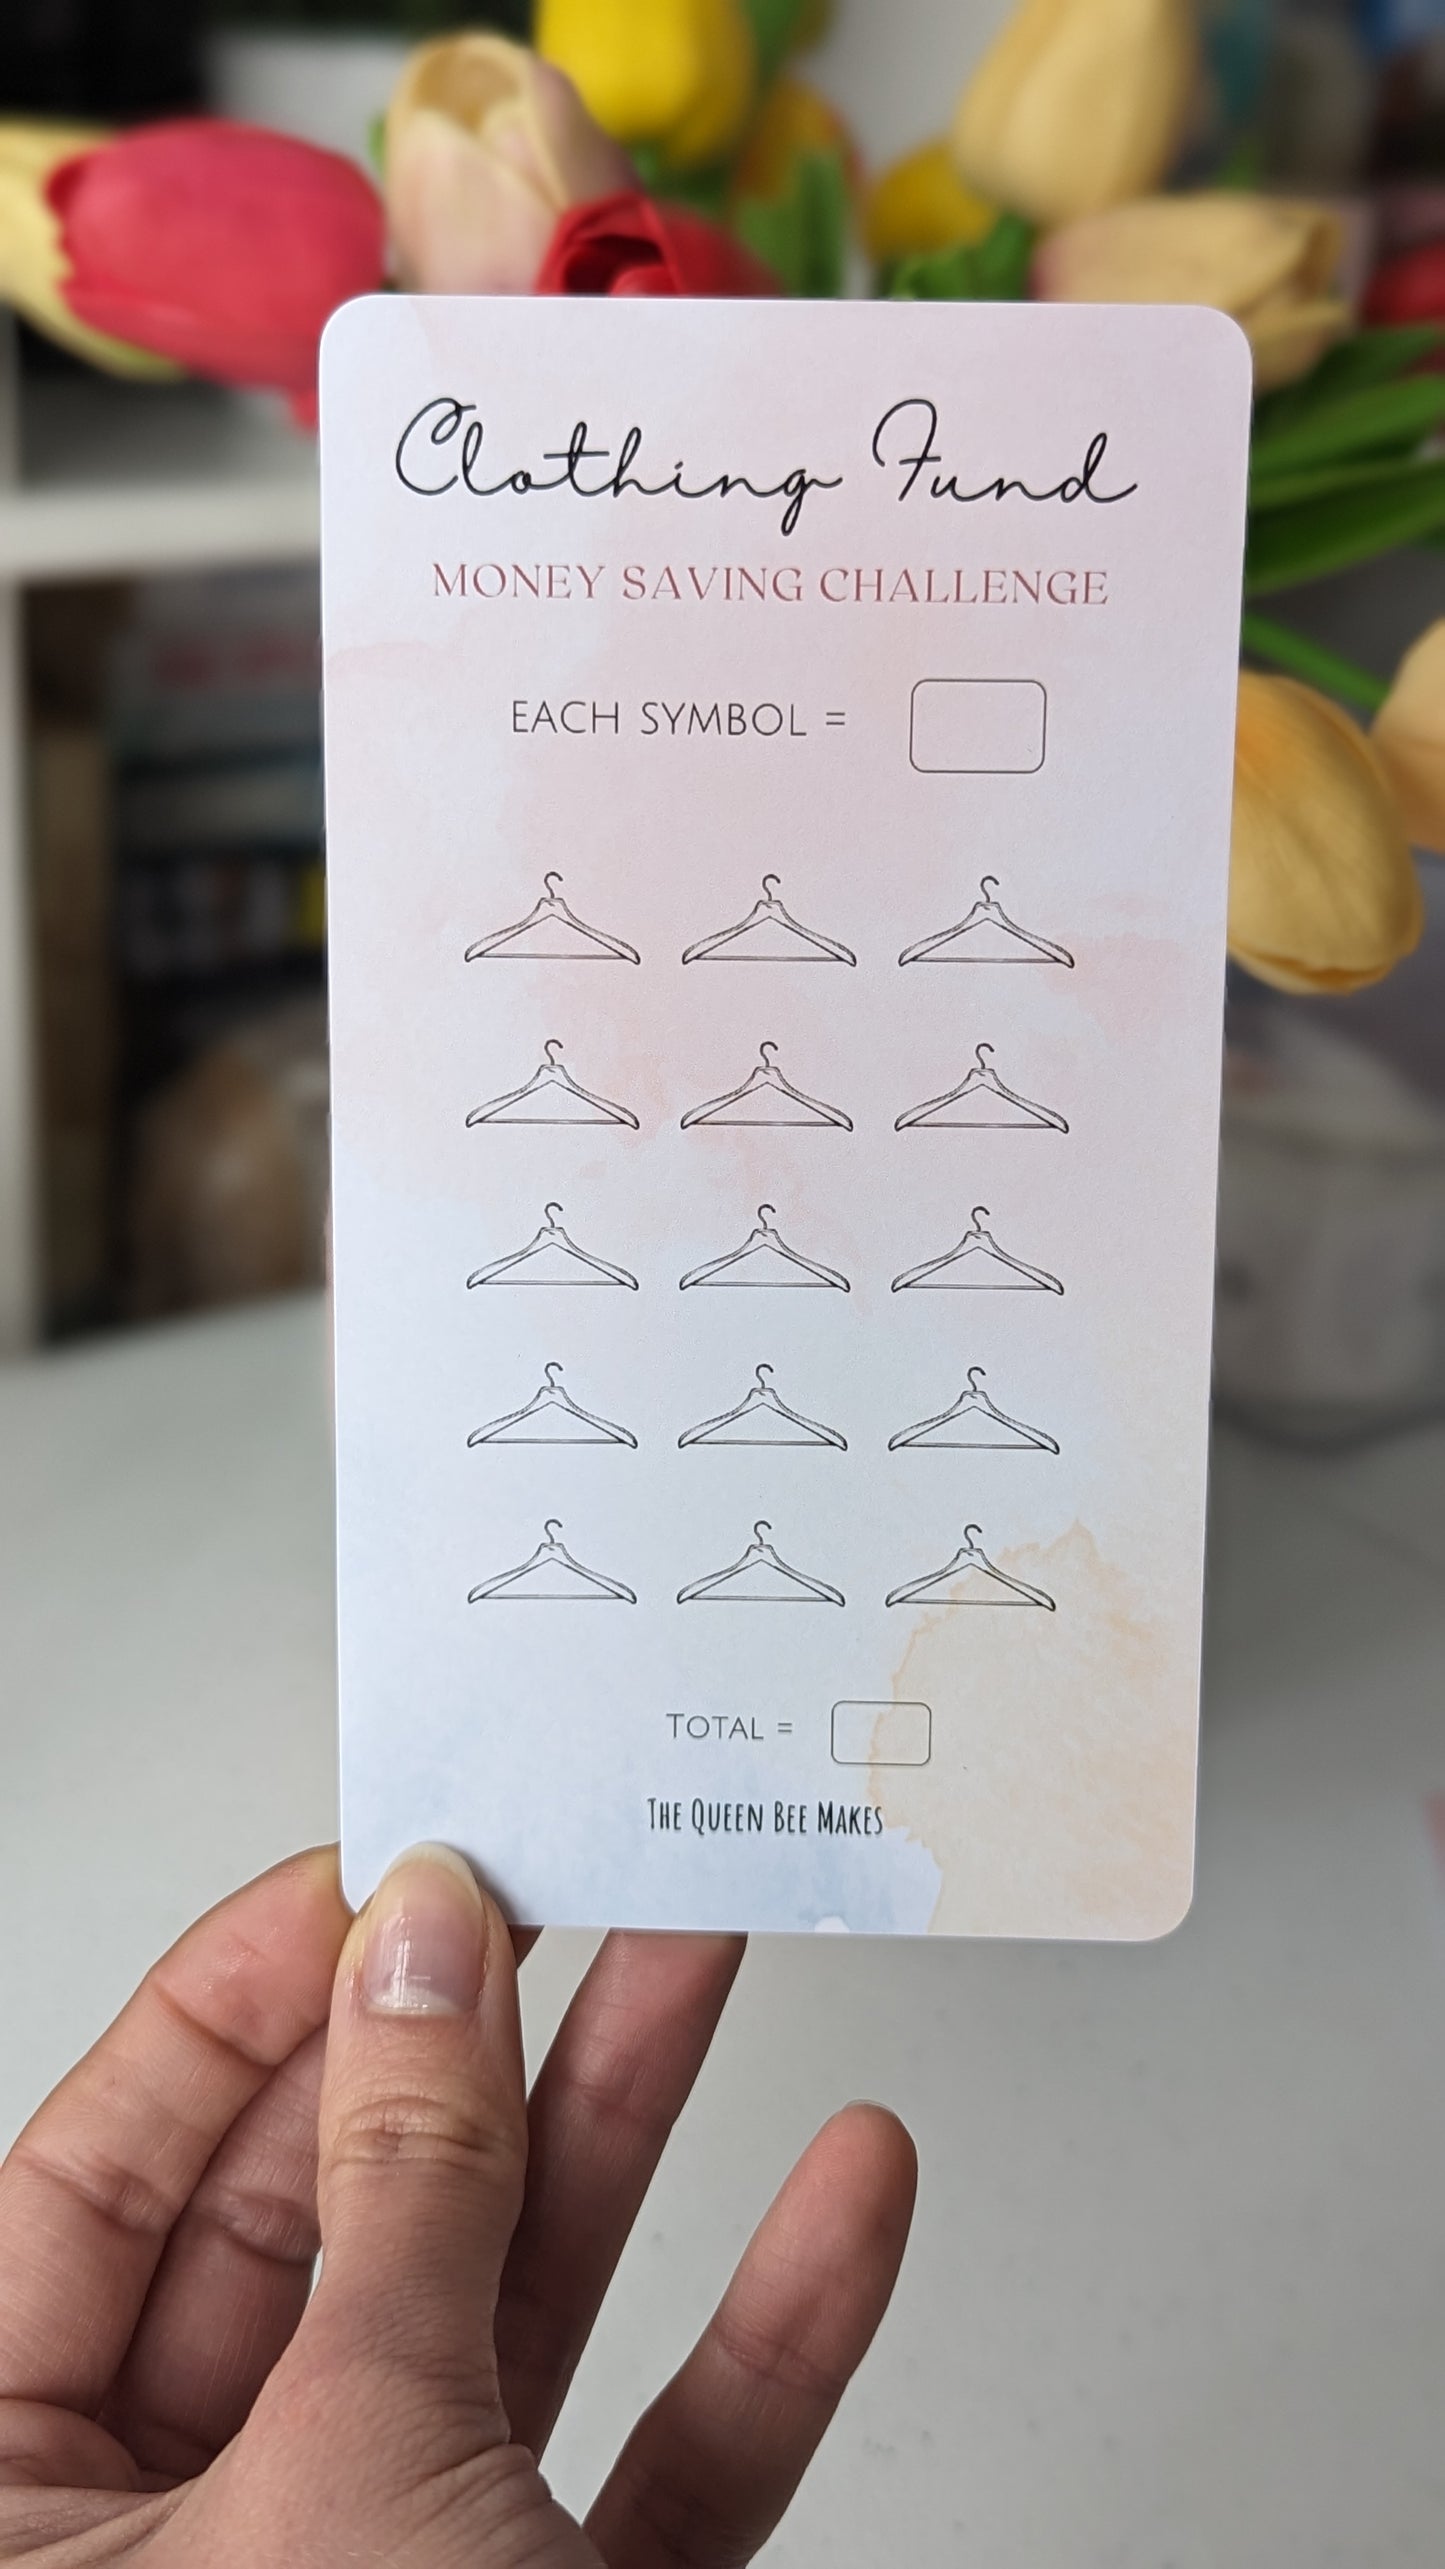 Clothing Fund
MONEY SAVING CHALLENGE
EACH SYMBOL =
TOTAL =
THE QUEEN BEE MAKES